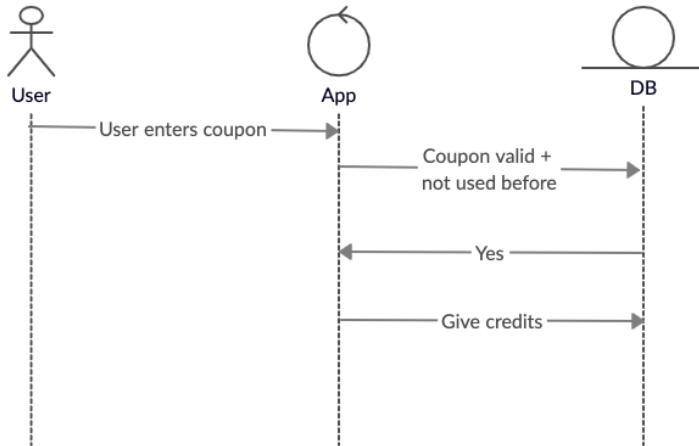 User
App
DB
User enters coupon
Coupon valid +
not used before
Yes
Give credits